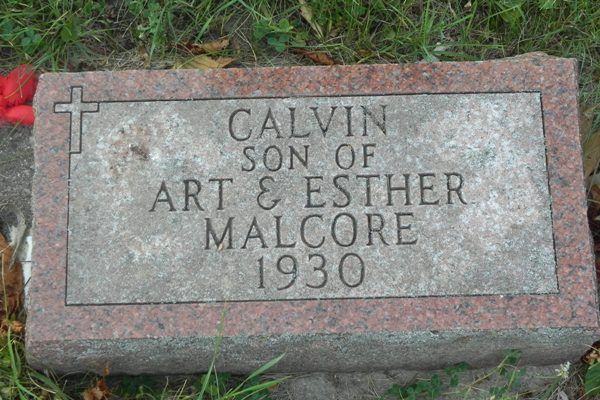 CALVIN
SON OF
ART & ESTHER
MALCORE
1930